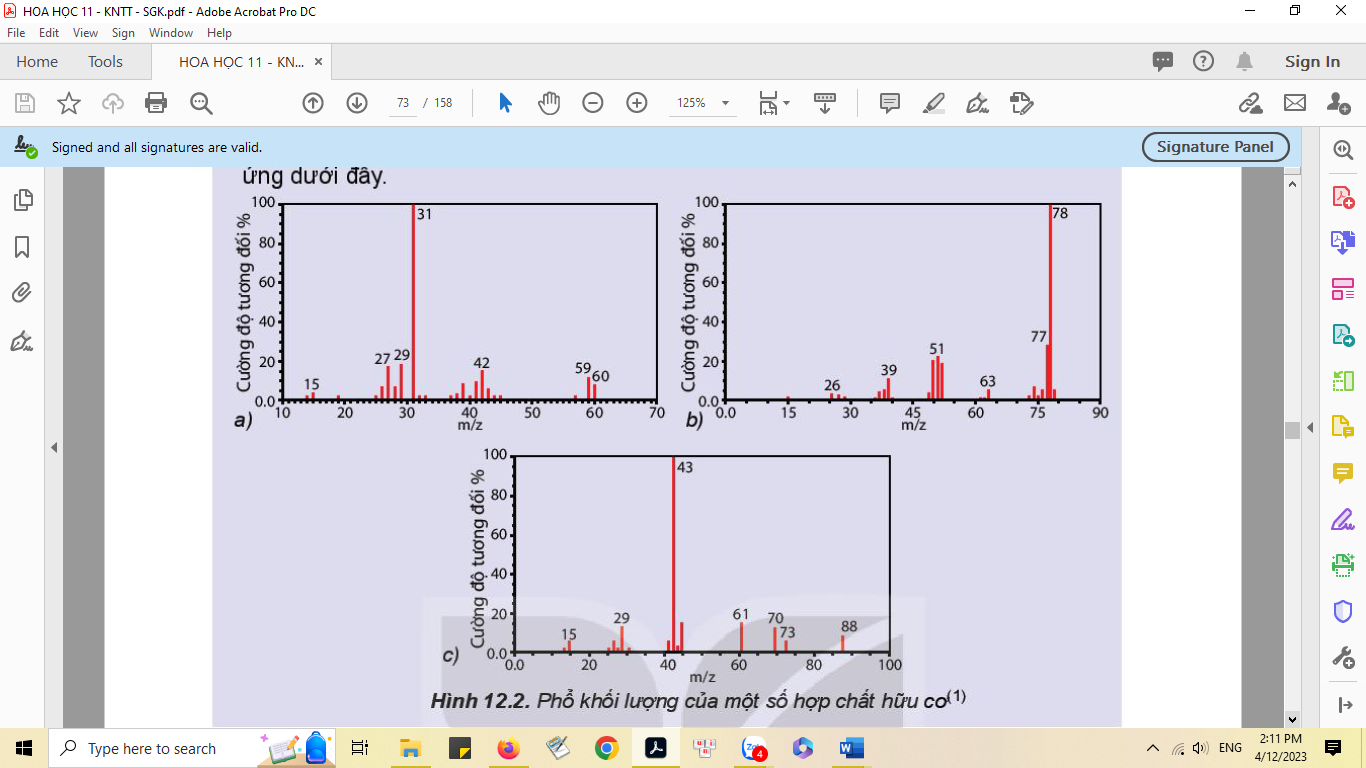 HOA HỌC 11 - KNTT - SGK.pdf - Adobe Acrobat Pro DC
File Edit View Sign Window Help
Home Tools HOA HỌC 11 - KN... ×
Sign In
73 / 158
125%
Signed and all signatures are valid.
Signature Panel
ứng dưới đây.
Cường độ tương đối %
100
80
60
40
20
0.0
31
15
27
29
42
59
60
10 20 30 40 50 60 70
m/z
a)
Cường độ tương đối %
100
80
60
40
20
0.0
78
77
51
39
26
63
0.0 15 30 45 60 75 90
m/z
b)
Cường độ tương đối %
100
80
60
40
20
0.0
43
15
29
61
70
73
88
0.0 20 40 60 80 100
m/z
c)
Hình 12.2. Phổ khối lượng của một số hợp chất hữu cơ(1)
Type here to search
4
ENG
2:11 PM
4/12/2023